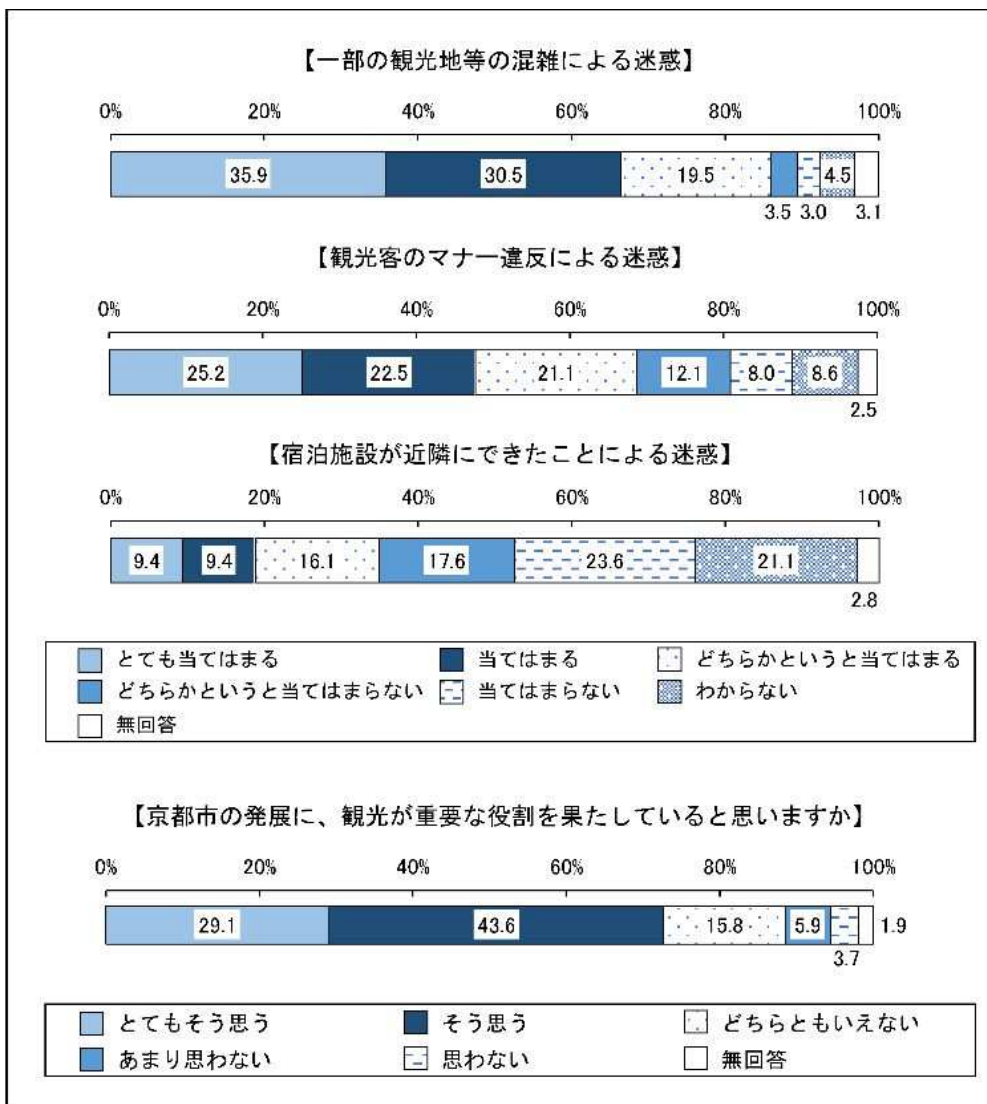 【一部の観光地等の混雑による迷惑】
0% 20% 40% 60% 80% 100%
35.9 30.5 19.5 4.5
3.5 3.0 3.1
【観光客のマナー違反による迷惑】
0% 20% 40% 60% 80% 100%
25.2 22.5 21.1 12.1 8.0 8.6
2.5
【宿泊施設が近隣にできたことによる迷惑】
0% 20% 40% 60% 80% 100%
9.4 9.4 16.1 17.6 23.6 21.1
2.8
とても当てはまる 当てはまる どちらかというと当てはまる
どちらかというと当てはまらない 当てはまらない わからない
無回答
【京都市の発展に、観光が重要な役割を果たしていると思いますか】
0% 20% 40% 60% 80% 100%
29.1 43.6 15.8 5.9 1.9
3.7
とてもそう思う そう思う どちらともいえない
あまり思わない 思わない 無回答